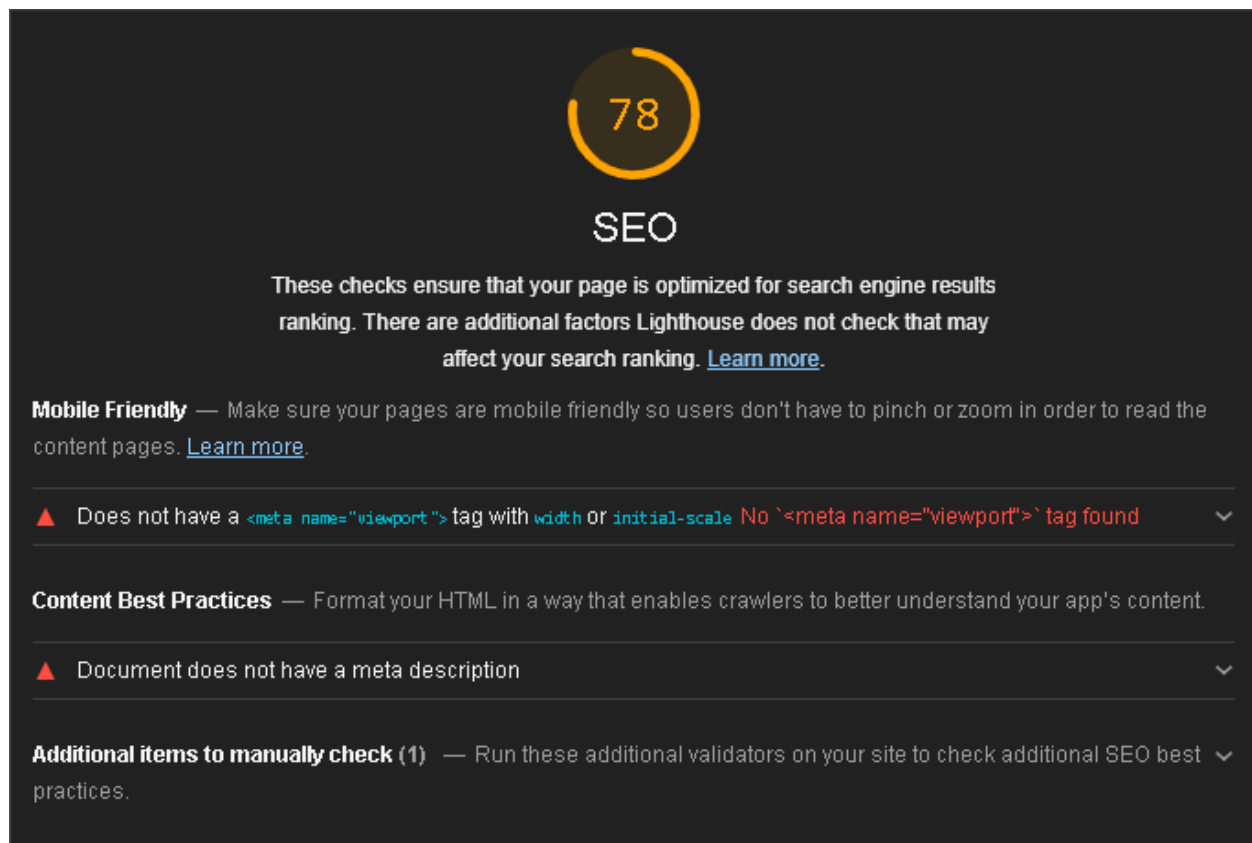 78
SEO
These checks ensure that your page is optimized for search engine results
ranking. There are additional factors Lighthouse does not check that may
affect your search ranking. Learn more.
Mobile Friendly — Make sure your pages are mobile friendly so users don't have to pinch or zoom in order to read the
content pages. Learn more.
Does not have a <meta name="viewport"> tag with width or initial-scale No `<meta name="viewport">` tag found
Content Best Practices — Format your HTML in a way that enables crawlers to better understand your app's content.
Document does not have a meta description
Additional items to manually check (1) — Run these additional validators on your site to check additional SEO best
practices.